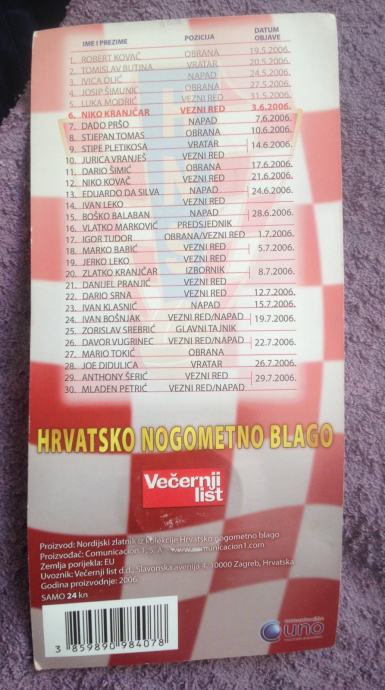 IME I PREZIME POZICIJA DATUM OBJAVE
1. ROBERT KOVAČ OBRANA 19.5.2006.
2. TOMISLAV BUTINA VRATAR 20.5.2006.
3. IVICA OLIĆ NAPAD 24.5.2006.
4. JOSIP ŠIMUNIĆ OBRANA 27.5.2006.
5. LUKA MODRIĆ VEZNI RED 31.5.2006.
6. NIKO KRANJČAR VEZNI RED 3.6.2006.
7. DADO PRŠO NAPAD 7.6.2006.
8. STJEPAN TOMAS OBRANA 10.6.2006.
9. STIPE PLETIKOSA VRATAR 14.6.2006.
10. JURICA VRANJEŠ VEZNI RED
11. DARIO ŠIMIĆ OBRANA 17.6.2006.
12. NIKO KOVAČ VEZNI RED 21.6.2006.
13. EDUARDO DA SILVA NAPAD 24.6.2006.
14. IVAN LEKO VEZNI RED
15. BOŠKO BALABAN NAPAD 28.6.2006.
16. VLATKO MARKOVIĆ PREDSJEDNIK
17. IGOR TUDOR OBRANA/VEZNI RED 1.7.2006.
18. MARKO BABIĆ VEZNI RED 5.7.2006.
19. JERKO LEKO VEZNI RED
20. ZLATKO KRANJČAR IZBORNIK 8.7.2006.
21. DANIJEL PRANJIĆ VEZNI RED
22. DARIO SRNA VEZNI RED 12.7.2006.
23. IVAN KLASNIĆ NAPAD 15.7.2006.
24. IVAN BOŠNJAK VEZNI RED/NAPAD 19.7.2006.
25. ZORISLAV SREBRIĆ GLAVNI TAJNIK
26. DAVOR VUGRINEC VEZNI RED/NAPAD 22.7.2006.
27. MARIO TOKIĆ OBRANA
28. JOE DIDULICA VRATAR 26.7.2006.
29. ANTHONY ŠERIĆ VEZNI RED 29.7.2006.
30. MLADEN PETRIĆ VEZNI RED/NAPAD
HRVATSKO NOGOMETNO BLAGO
Večernji
list
Proizvod: Nordijski zlatnik iz kolekcije Hrvatsko nogometno blago
Proizvođač: Comunicacion 1, S. A. www.comunicacion1.com
Zemlja porijekla: EU
Uvoznik: Večernji list d.d., Slavonska avenija 4, 10000 Zagreb, Hrvatska
Godina proizvodnje: 2006.
SAMO 24 kn
3 859890 984078
uno